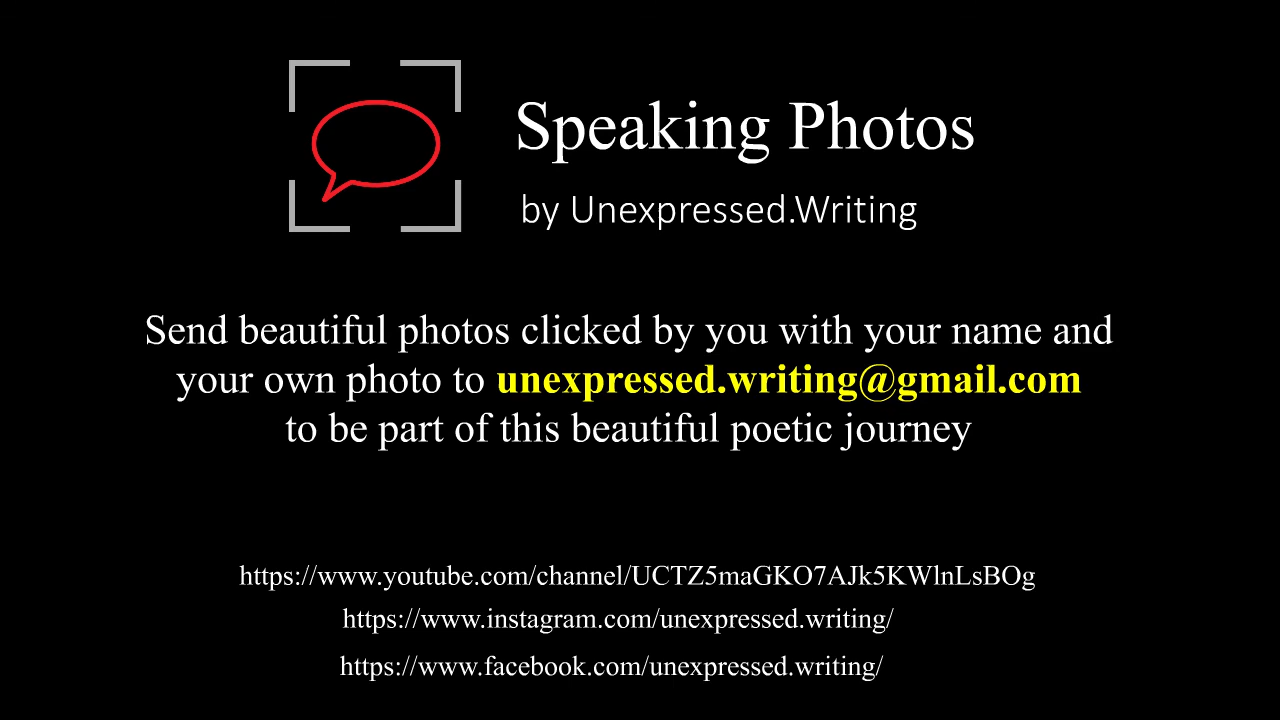 Speaking Photos
by Unexpressed.Writing
Send beautiful photos clicked by you with your name and
your own photo to unexpressed.writing@gmail.com
to be part of this beautiful poetic journey
https://www.youtube.com/channel/UCTZ5maGKO7AJk5KWlnLsBOg
https://www.instagram.com/unexpressed.writing/
https://www.facebook.com/unexpressed.writing/